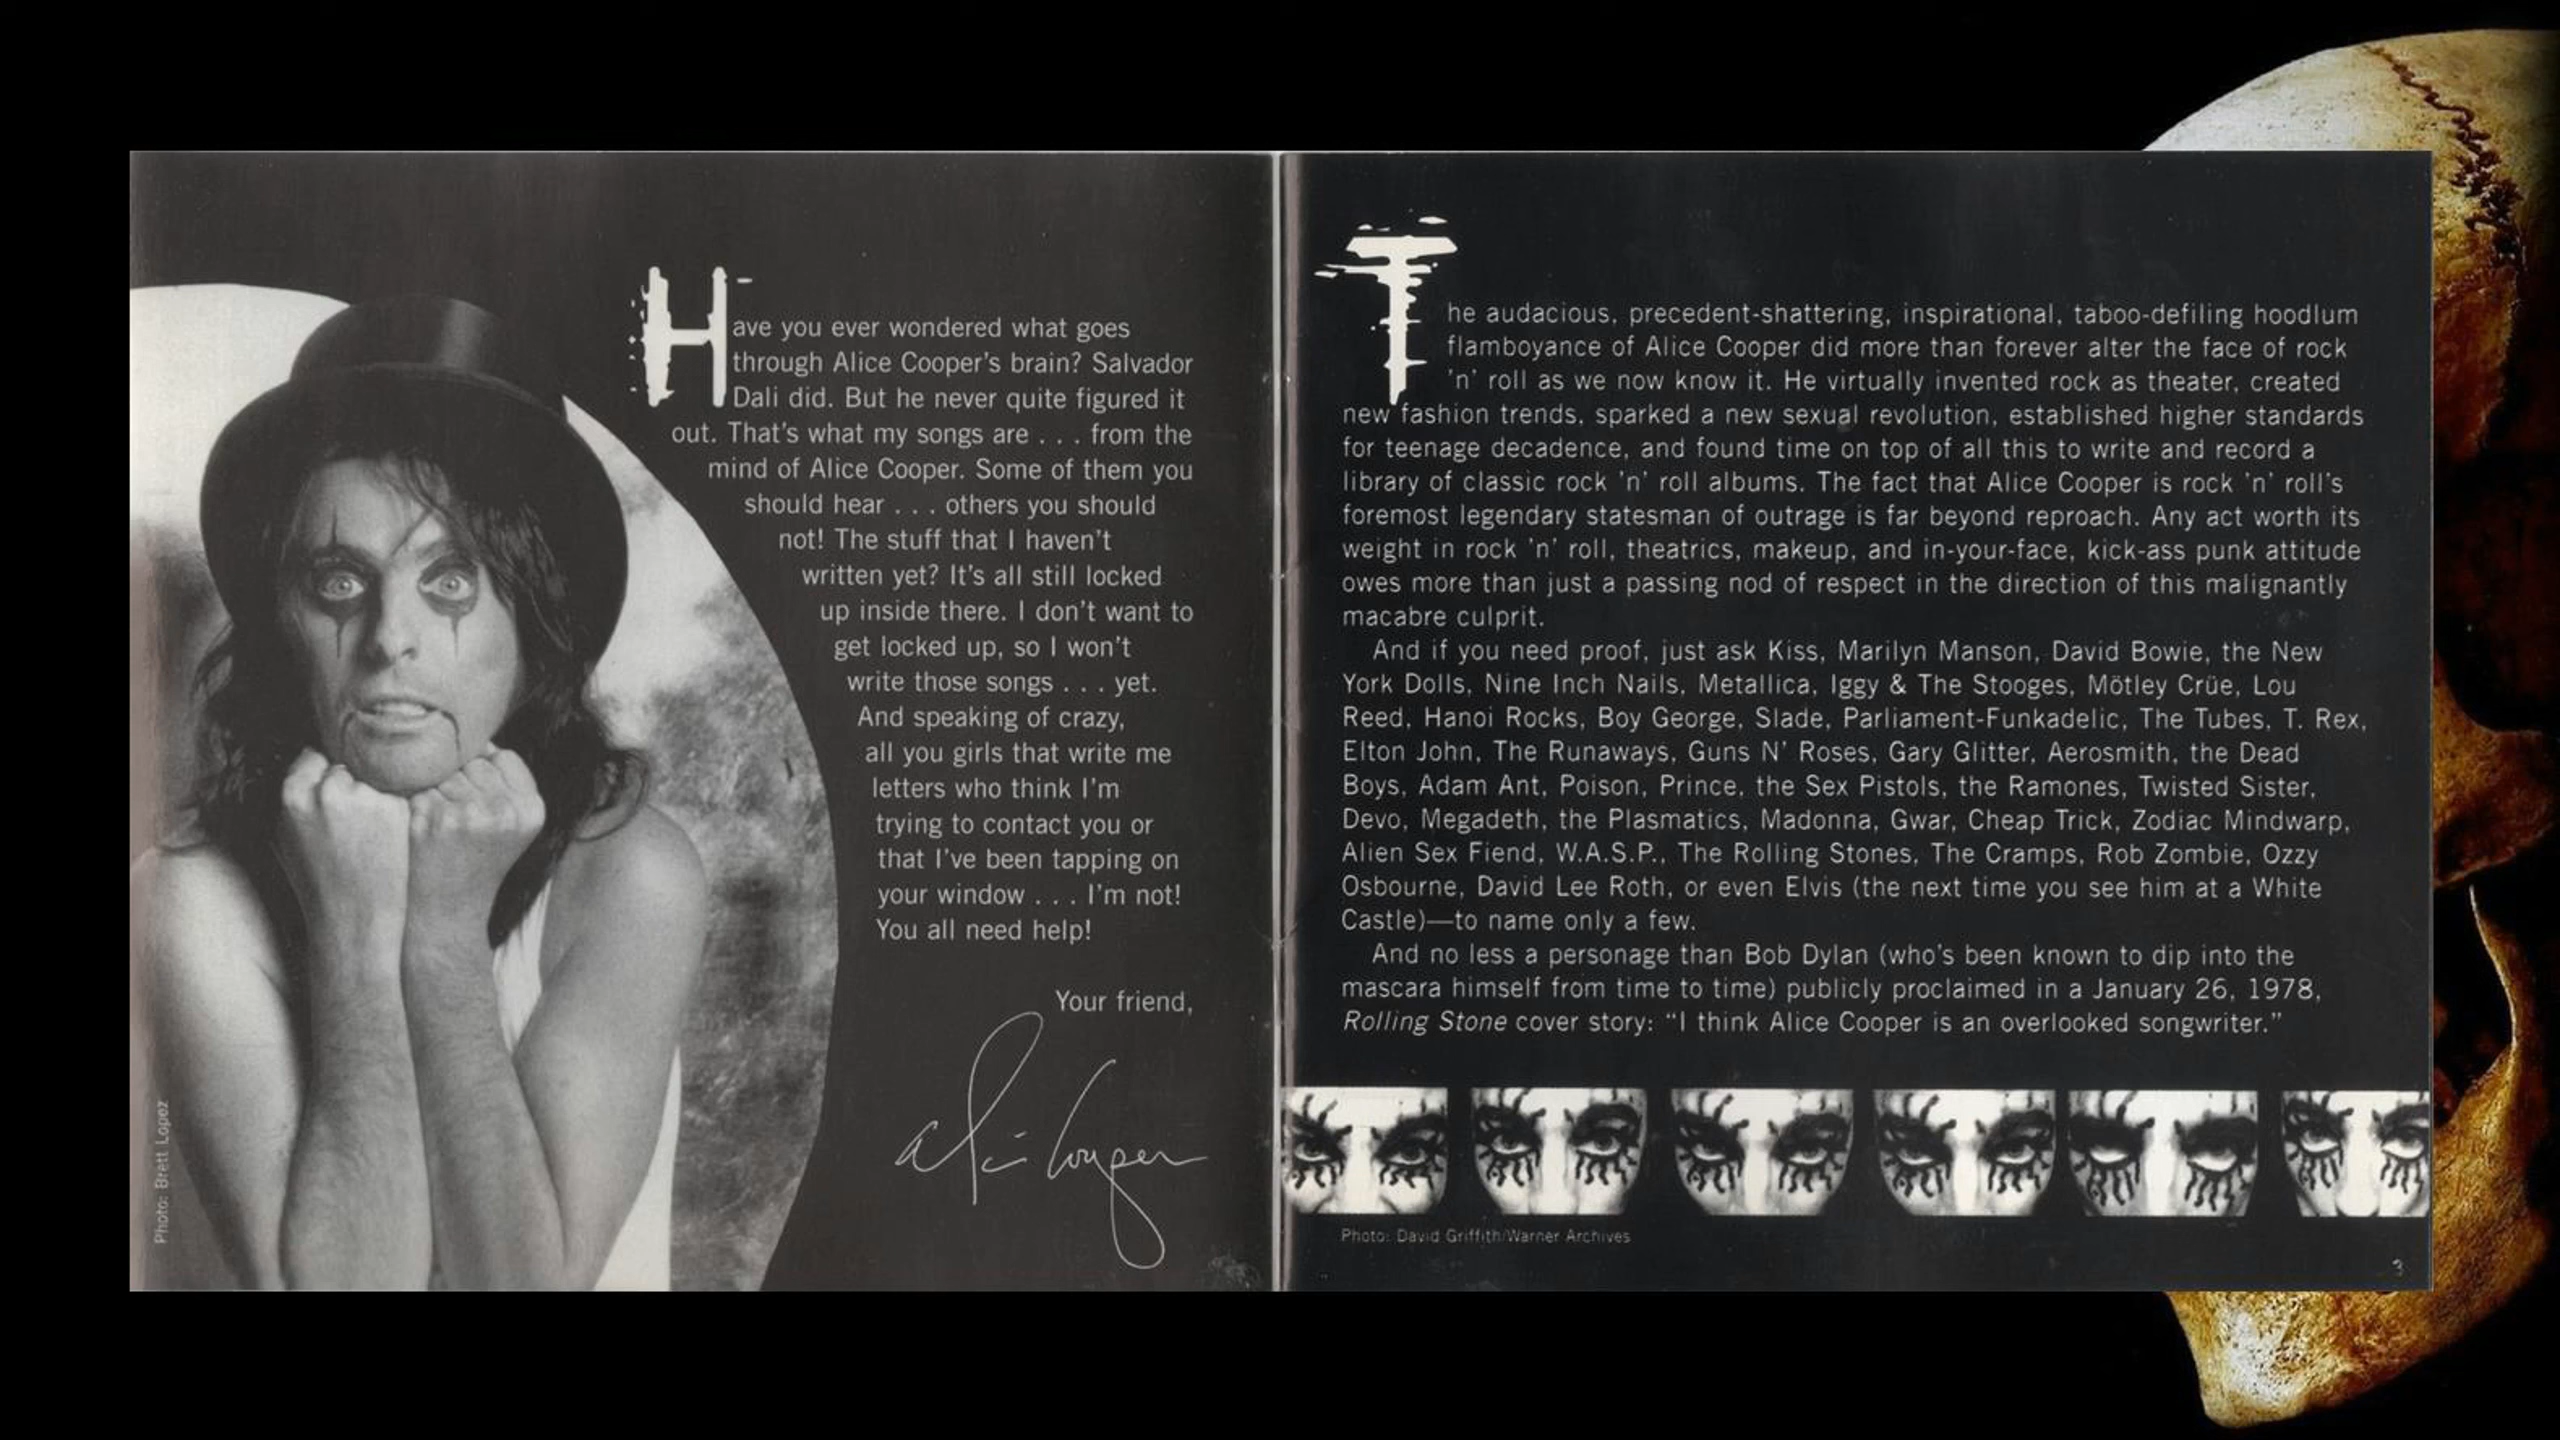 Have you ever wondered what goes
through Alice Cooper's brain? Salvador
Dali did. But he never quite figured it
out. That's what my songs are . . . from the
mind of Alice Cooper. Some of them you
should hear . . . others you should
not! The stuff that I haven't
written yet? It's all still locked
up inside there. I don't want to
get locked up, so I won't
write those songs . . . yet.
And speaking of crazy,
all you girls that write me
letters who think I'm
trying to contact you or
that I've been tapping on
your window . . . I'm not!
You all need help!
Your friend,
Alice Cooper
Photo: Brett Lopez
The audacious, precedent-shattering, inspirational, taboo-defiling hoodlum
flamboyance of Alice Cooper did more than forever alter the face of rock
'n' roll as we now know it. He virtually invented rock as theater, created
new fashion trends, sparked a new sexual revolution, established higher standards
for teenage decadence, and found time on top of all this to write and record a
library of classic rock 'n' roll albums. The fact that Alice Cooper is rock 'n' roll's
foremost legendary statesman of outrage is far beyond reproach. Any act worth its
weight in rock 'n' roll, theatrics, makeup, and in-your-face, kick-ass punk attitude
owes more than just a passing nod of respect in the direction of this malignantly
macabre culprit.
And if you need proof, just ask Kiss, Marilyn Manson, David Bowie, the New
York Dolls, Nine Inch Nails, Metallica, Iggy & The Stooges, Mötley Crüe, Lou
Reed, Hanoi Rocks, Boy George, Slade, Parliament-Funkadelic, The Tubes, T. Rex,
Elton John, The Runaways, Guns N' Roses, Gary Glitter, Aerosmith, the Dead
Boys, Adam Ant, Poison, Prince, the Sex Pistols, the Ramones, Twisted Sister,
Devo, Megadeth, the Plasmatics, Madonna, Gwar, Cheap Trick, Zodiac Mindwarp,
Alien Sex Fiend, W.A.S.P., The Rolling Stones, The Cramps, Rob Zombie, Ozzy
Osbourne, David Lee Roth, or even Elvis (the next time you see him at a White
Castle)—to name only a few.
And no less a personage than Bob Dylan (who's been known to dip into the
mascara himself from time to time) publicly proclaimed in a January 26, 1978,
Rolling Stone cover story: "I think Alice Cooper is an overlooked songwriter."
Photo: David Griffith/Warner Archives
3